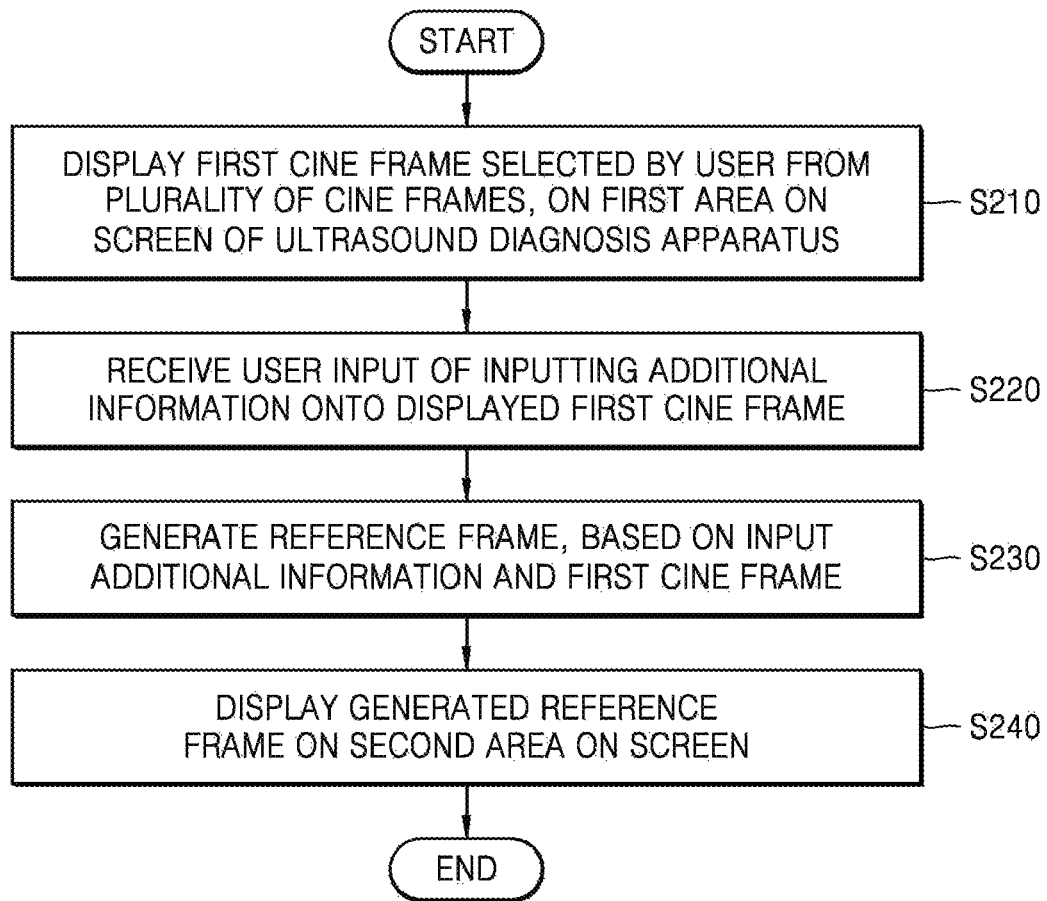 START
DISPLAY FIRST CINE FRAME SELECTED BY USER FROM
PLURALITY OF CINE FRAMES, ON FIRST AREA ON
SCREEN OF ULTRASOUND DIAGNOSIS APPARATUS
S210
RECEIVE USER INPUT OF INPUTTING ADDITIONAL
INFORMATION ONTO DISPLAYED FIRST CINE FRAME
S220
GENERATE REFERENCE FRAME, BASED ON INPUT
ADDITIONAL INFORMATION AND FIRST CINE FRAME
S230
DISPLAY GENERATED REFERENCE
FRAME ON SECOND AREA ON SCREEN
S240
END